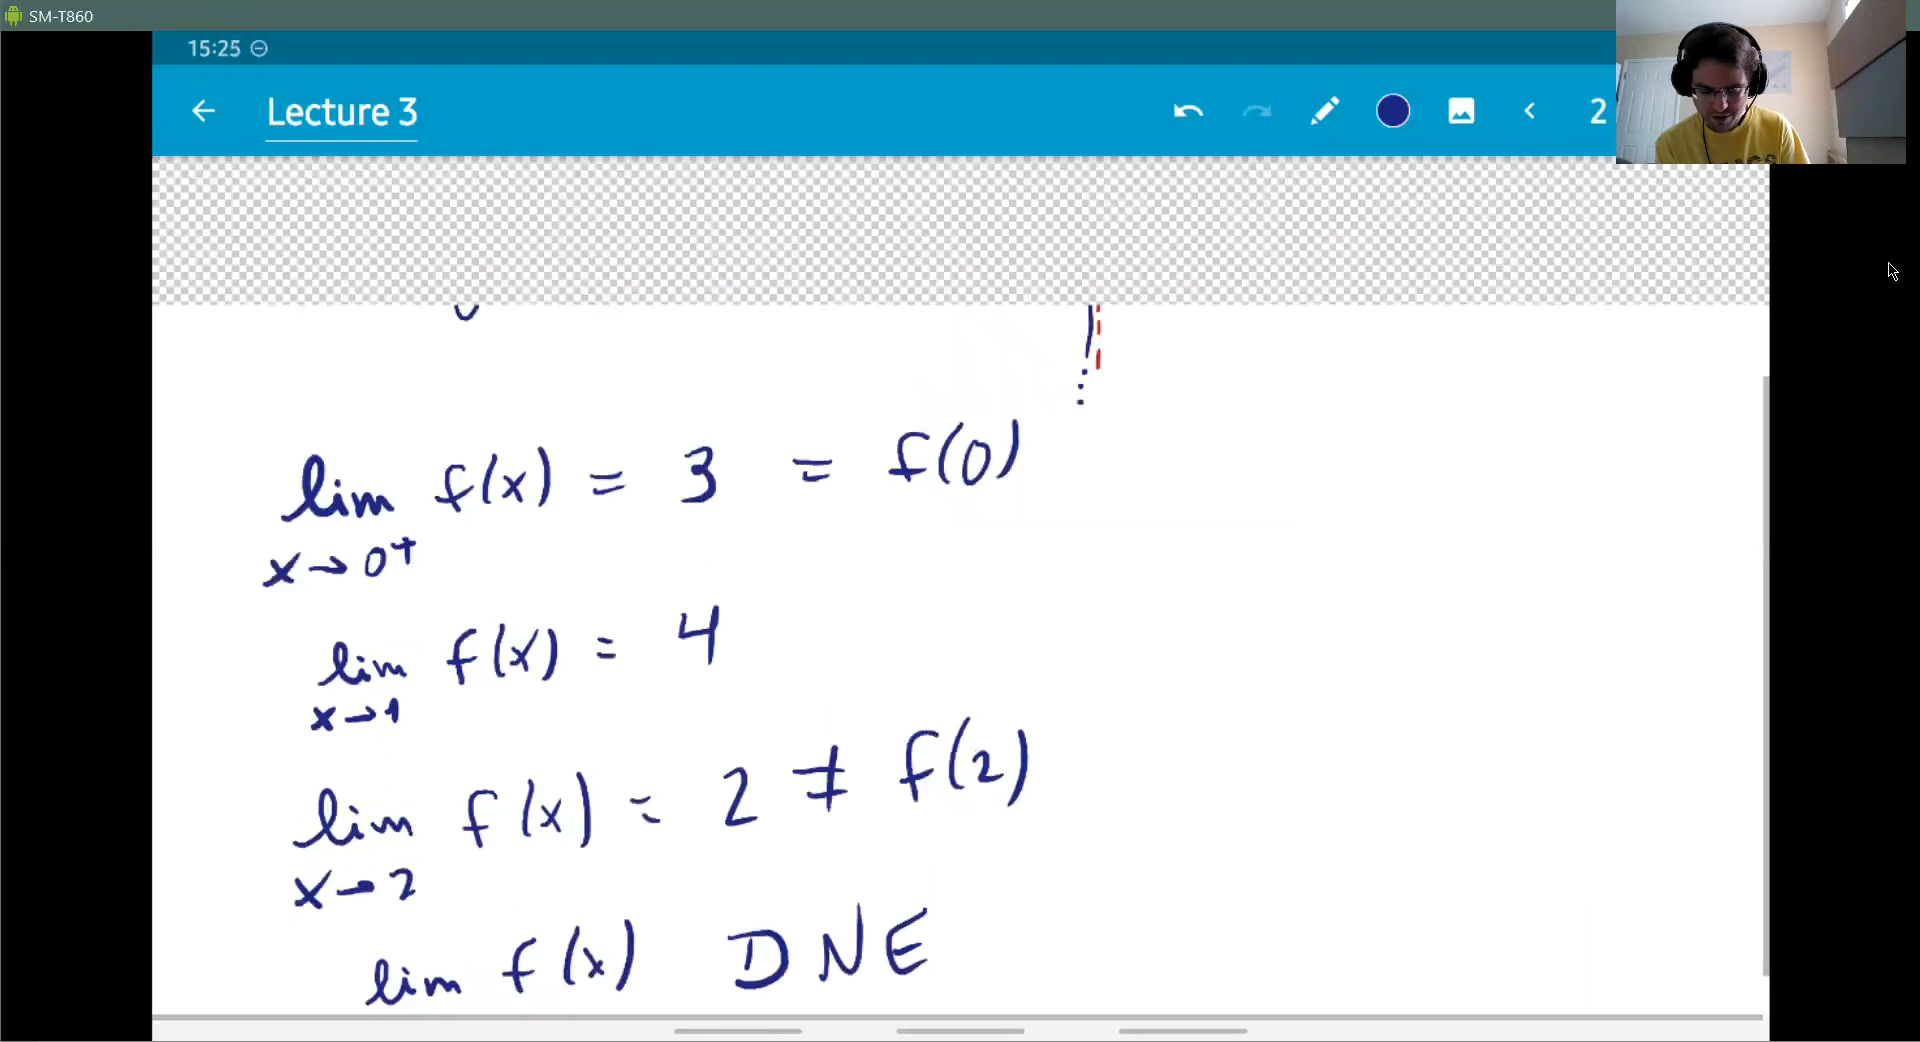 SM-T860
15:25
Lecture 3
2
lim f(x) = 3 = f(0)
x→0⁺
lim f(x) = 4
x→1
lim f(x) = 2 ≠ f(2)
x→2
lim f(x) DNE